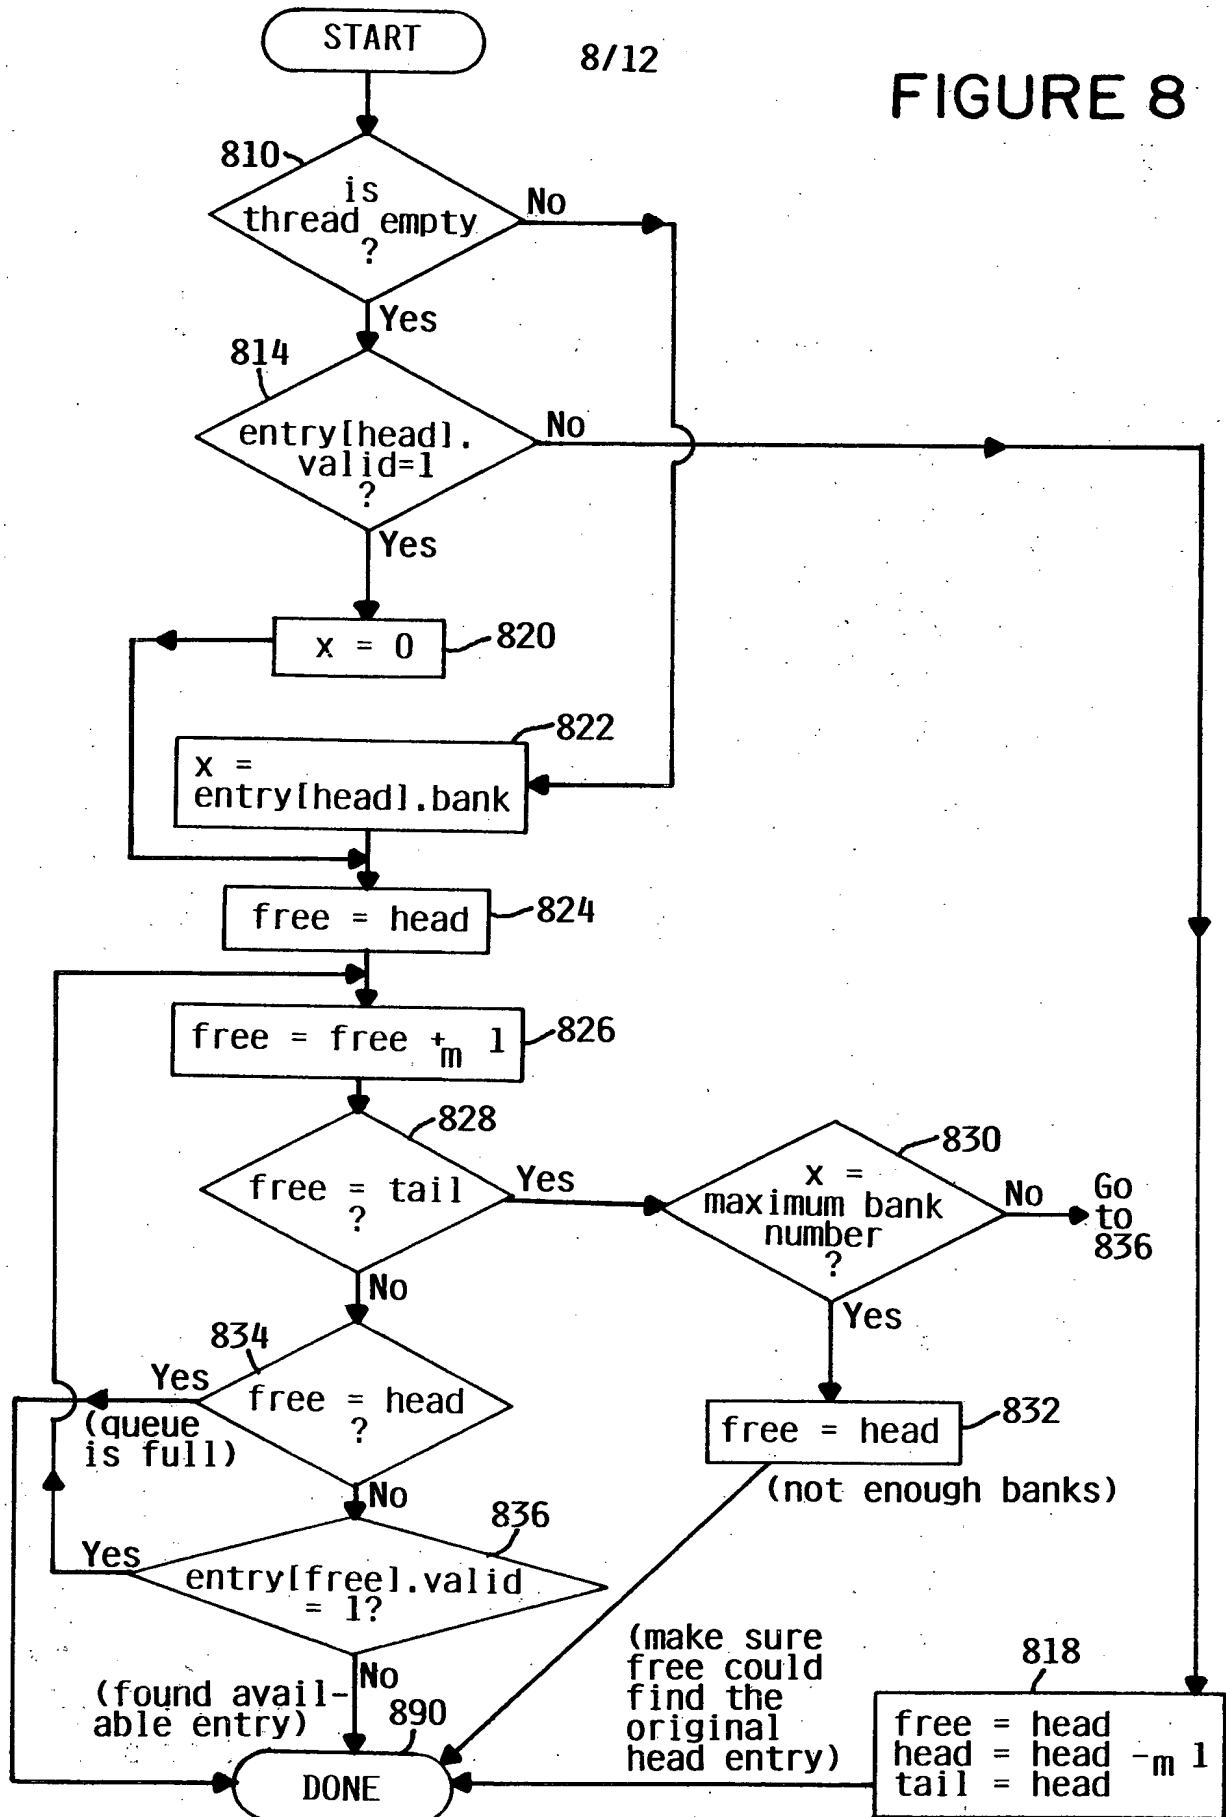 START
8/12
FIGURE 8
810
is
thread empty
?
No
Yes
814
entry[head].
valid=1
?
No
Yes
x = 0
820
822
x =
entry[head].bank
free = head
824
free = free +m 1
826
828
free = tail
?
Yes
830
x =
maximum bank
number
?
No
Go
to
836
No
Yes
834
free = head
?
Yes
(queue
is full)
free = head
832
(not enough banks)
No
836
entry[free].valid
= 1?
Yes
No
(found avail-
able entry)
890
DONE
(make sure
free could
find the
original
head entry)
818
free = head
head = head -m 1
tail = head